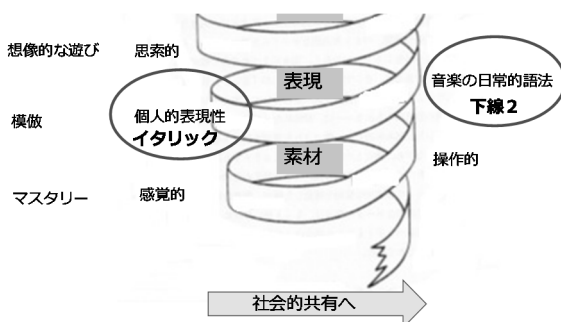 想像的な遊び
思索的
表現
音楽の日常的語法
下線2
模倣
個人的表現性
イタリック
素材
操作的
マスタリー
感覚的
社会的共有へ